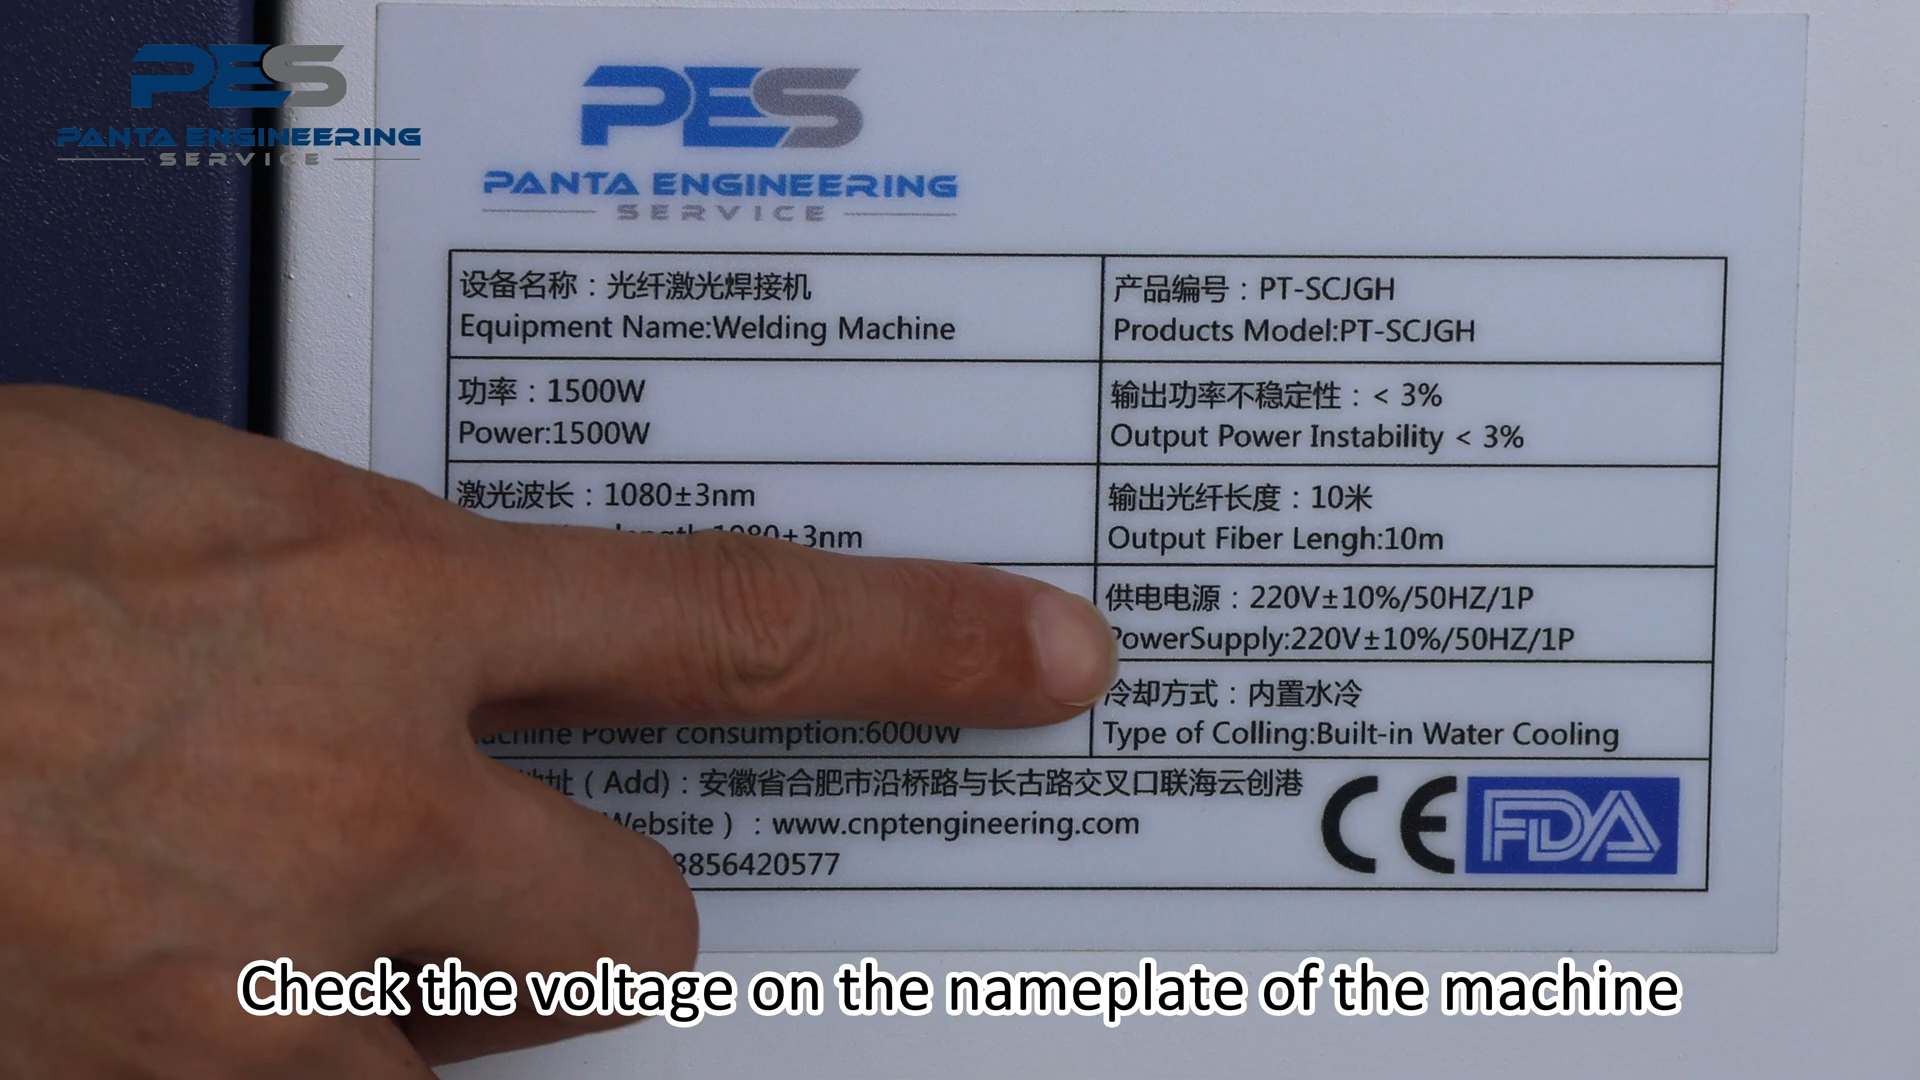 PES
PANTA ENGINEERING
SERVICE
PES
PANTA ENGINEERING
SERVICE
设备名称：光纤激光焊接机
Equipment Name:Welding Machine
产品编号：PT-SCJGH
Products Model:PT-SCJGH
功率：1500W
Power:1500W
输出功率不稳定性：< 3%
Output Power Instability < 3%
激光波长：1080±3nm
1080±3nm
输出光纤长度：10米
Output Fiber Lengh:10m
供电电源：220V±10%/50HZ/1P
PowerSupply:220V±10%/50HZ/1P
Power consumption:6000W
冷却方式：内置水冷
Type of Colling:Built-in Water Cooling
(Add)：安徽省合肥市沿桥路与长古路交叉口联海云创港
Website）：www.cnptengineering.com
8856420577
CE FDA
Check the voltage on the nameplate of the machine